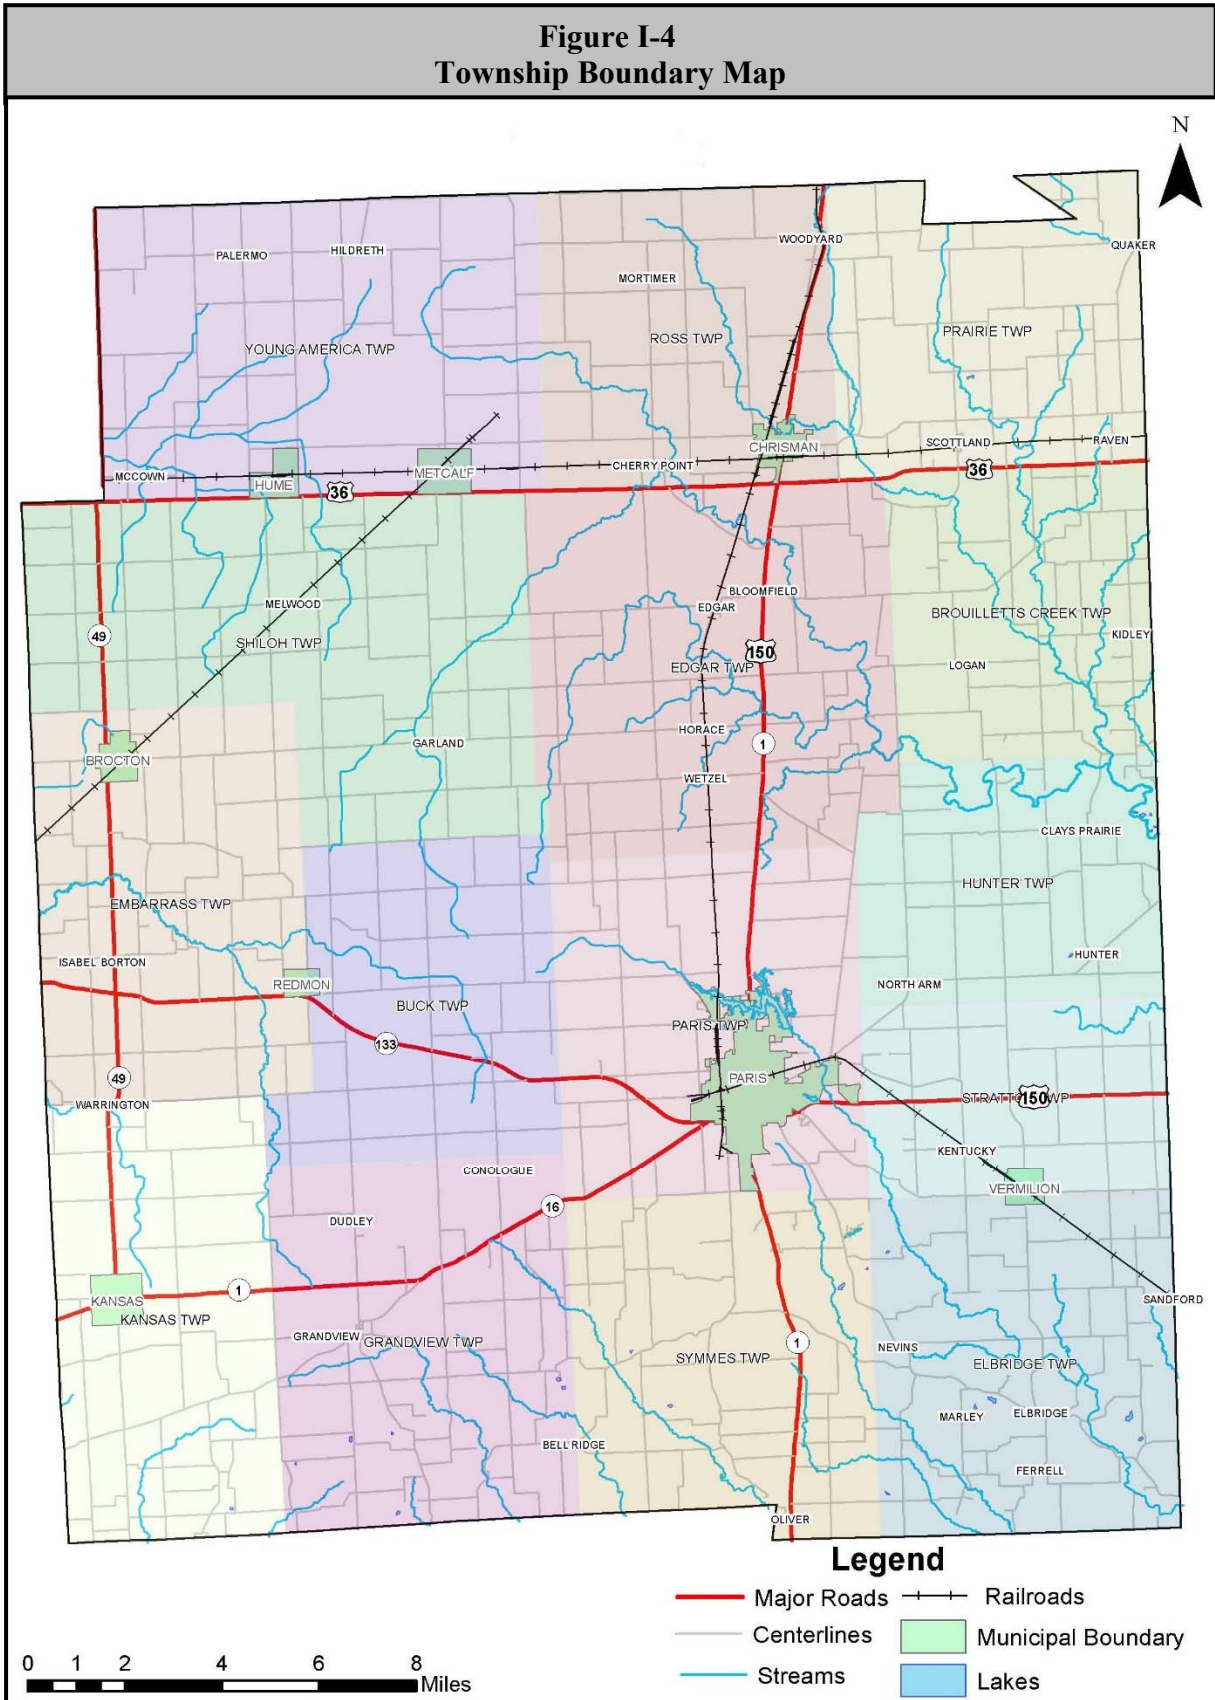 Figure I-4
Township Boundary Map
N
WOODYARD
QUAKER
PALERMO
HILDRETH
MORTIMER
PRAIRIE TWP
ROSS TWP
YOUNG AMERICA TWP
CHRISMAN
SCOTTLAND
RAVEN
CHERRY POINT
36
METCALF
MCCOWN
HUME
36
BLOOMFIELD
MELWOOD
EDGAR
BROUILLETTS CREEK TWP
49
SHILOH TWP
KIDLEY
150
EDGAR TWP
LOGAN
HORACE
GARLAND
1
BROCTON
WETZEL
CLAYS PRAIRIE
HUNTER TWP
EMBARRASS TWP
ISABEL BORTON
HUNTER
REDMON
NORTH ARM
BUCK TWP
PARIS TWP
133
49
PARIS
WARRINGTON
STRATTON TWP
150
KENTUCKY
CONOLOGUE
VERMILION
16
DUDLEY
1
KANSAS
SANDFORD
KANSAS TWP
GRANDVIEW
GRANDVIEW TWP
1
NEVINS
SYMMES TWP
ELBRIDGE TWP
MARLEY
ELBRIDGE
BELL RIDGE
FERRELL
OLIVER
Legend
Major Roads
Railroads
Centerlines
Municipal Boundary
Streams
Lakes
0 1 2 4 6 8
Miles